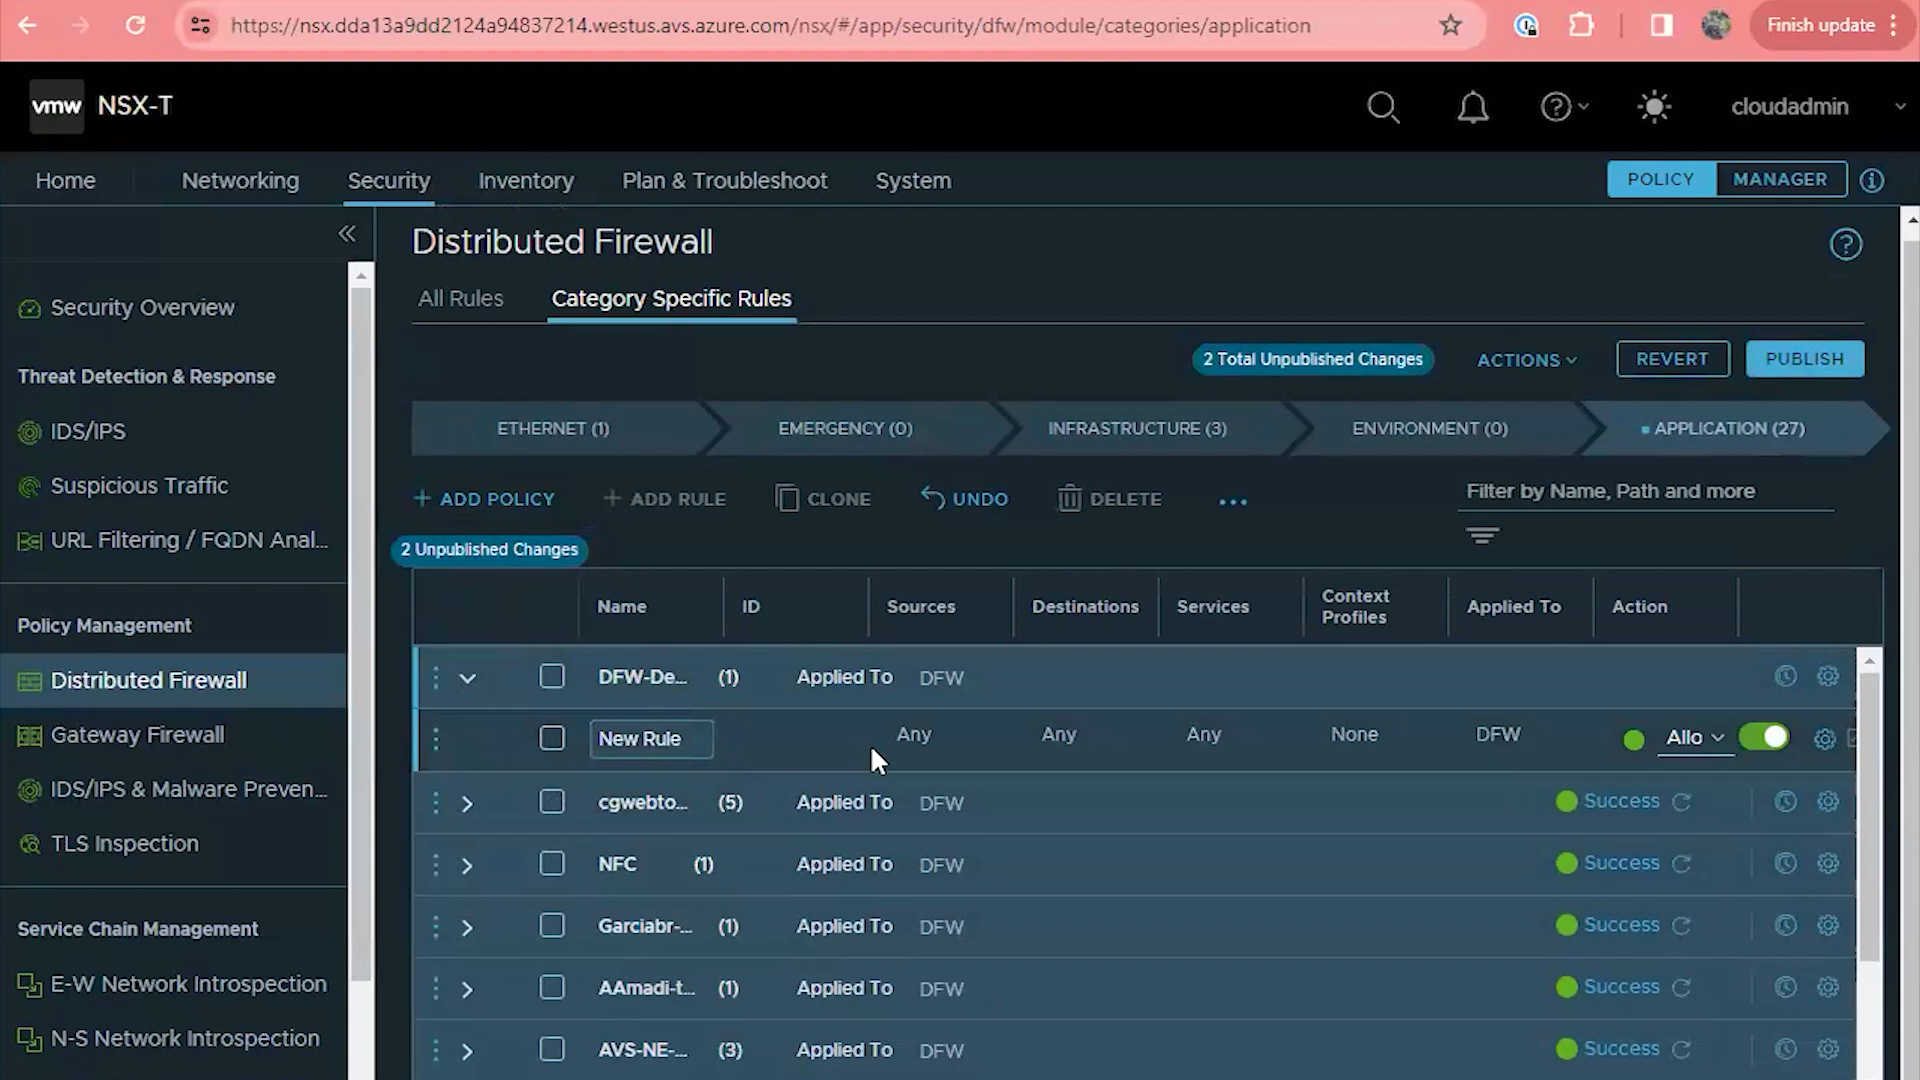 https://nsx.dda13a9dd2124a94837214.westus.avs.azure.com/nsx/#/app/security/dfw/module/categories/application
Finish update
vmw NSX-T
cloudadmin
Home Networking Security Inventory Plan & Troubleshoot System
POLICY MANAGER
Distributed Firewall
All Rules Category Specific Rules
Security Overview
Threat Detection & Response
IDS/IPS
Suspicious Traffic
URL Filtering / FQDN Anal...
Policy Management
Distributed Firewall
Gateway Firewall
IDS/IPS & Malware Preven...
TLS Inspection
Service Chain Management
E-W Network Introspection
N-S Network Introspection
2 Total Unpublished Changes ACTIONS REVERT PUBLISH
ETHERNET (1) EMERGENCY (0) INFRASTRUCTURE (3) ENVIRONMENT (0) APPLICATION (27)
+ ADD POLICY + ADD RULE CLONE UNDO DELETE ... Filter by Name, Path and more
2 Unpublished Changes
Name ID Sources Destinations Services Context Profiles Applied To Action
DFW-De... (1) Applied To DFW
New Rule Any Any Any None DFW Allo
cgwebto... (5) Applied To DFW Success
NFC (1) Applied To DFW Success
Garciabr-... (1) Applied To DFW Success
AAmadi-t... (1) Applied To DFW Success
AVS-NE-... (3) Applied To DFW Success